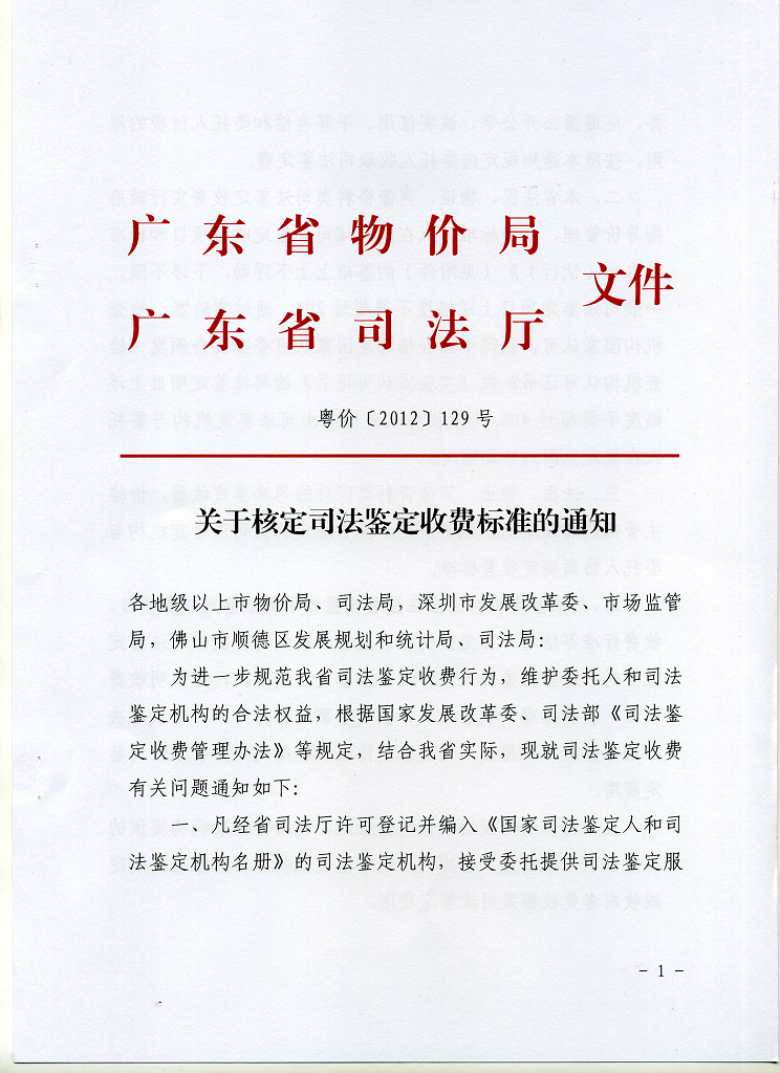 广东省物价局
文件
广东省司法厅
粤价〔2012〕129号
关于核定司法鉴定收费标准的通知
各地级以上市物价局、司法局，深圳市发展改革委、市场监管
局，佛山市顺德区发展规划和统计局、司法局：
为进一步规范我省司法鉴定收费行为，维护委托人和司法
鉴定机构的合法权益，根据国家发展改革委、司法部《司法鉴
定收费管理办法》等规定，结合我省实际，现就司法鉴定收费
有关问题通知如下：
一、凡经省司法厅许可登记并编入《国家司法鉴定人和司
法鉴定机构名册》的司法鉴定机构，接受委托提供司法鉴定服
- 1 -